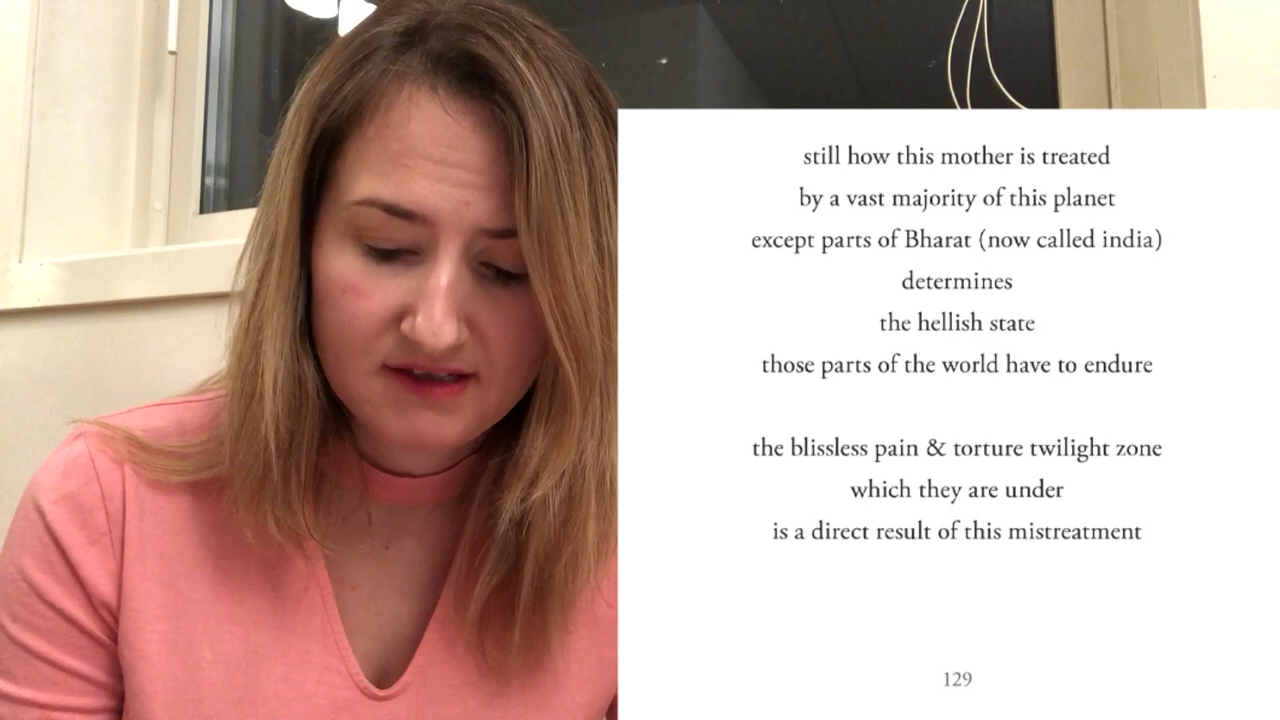 still how this mother is treated
by a vast majority of this planet
except parts of Bharat (now called india)
determines
the hellish state
those parts of the world have to endure
the blissless pain & torture twilight zone
which they are under
is a direct result of this mistreatment
129